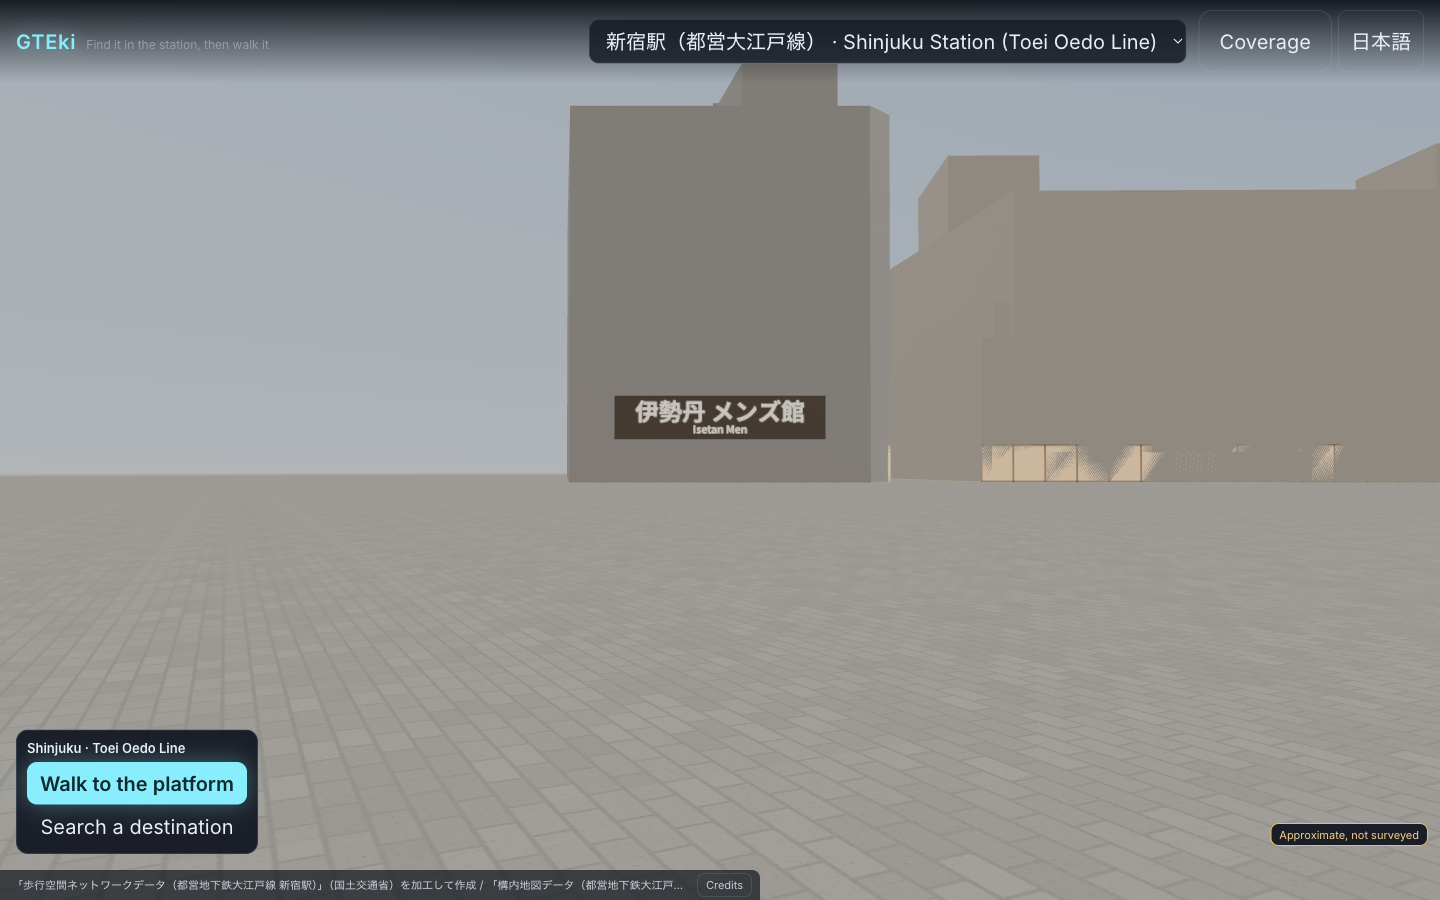 GTEki Find it in the station, then walk it
新宿駅（都営大江戸線） · Shinjuku Station (Toei Oedo Line)
Coverage
日本語
伊勢丹 メンズ館
Isetan Men
Shinjuku · Toei Oedo Line
Walk to the platform
Search a destination
Approximate, not surveyed
「歩行空間ネットワークデータ（都営地下鉄大江戸線 新宿駅）」（国土交通省）を加工して作成 / 「構内地図データ（都営地下鉄大江戸...
Credits